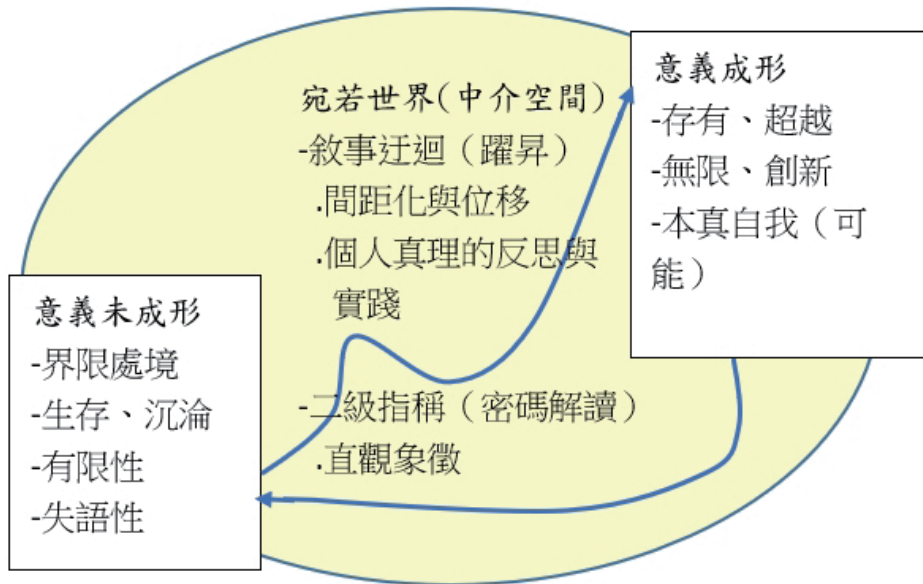 意義未成形
-界限處境
-生存、沉淪
-有限性
-失語性
宛若世界(中介空間)
-敘事迂迴（躍昇）
.間距化與位移
.個人真理的反思與
實踐
-二級指稱（密碼解讀）
.直觀象徵
意義成形
-存有、超越
-無限、創新
-本真自我（可
能）